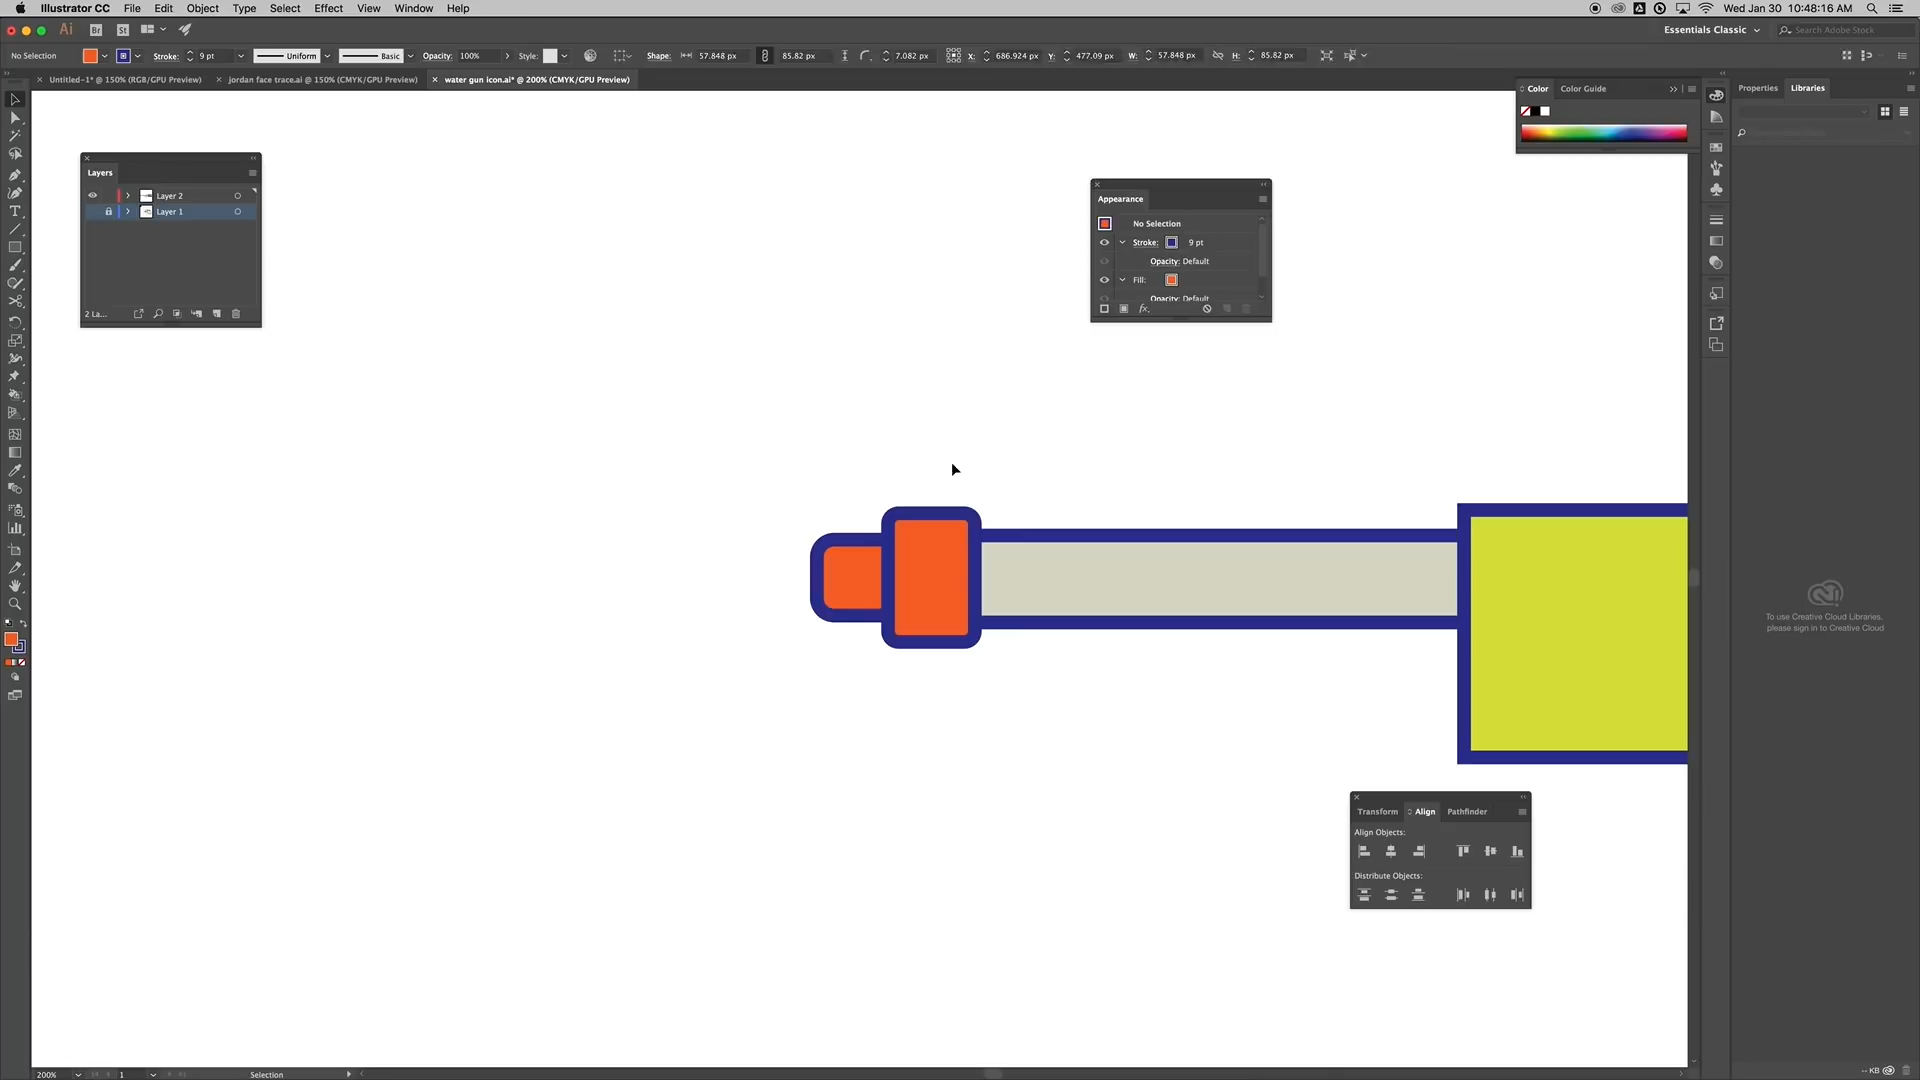 Illustrator CC File Edit Object Type Select Effect View Window Help Wed Jan 30 10:48:16 AM
Ai Br St Essentials Classic Search Adobe Stock
No Selection Stroke: 9 pt Uniform Basic Opacity: 100% Style: Shape: 57.848 px 85.82 px 7.082 px X: 686.924 px Y: 477.09 px W: 57.848 px H: 85.82 px
Untitled-1* @ 150% (RGB/GPU Preview) jordan face trace.ai @ 150% (CMYK/GPU Preview) water gun icon.ai* @ 200% (CMYK/GPU Preview)
Color Color Guide
Properties Libraries
Layers
Layer 2
Layer 1
2 La...
Appearance
No Selection
Stroke: 9 pt
Opacity: Default
Fill:
Opacity: Default
fx
To use Creative Cloud Libraries,
please sign in to Creative Cloud
Transform Align Pathfinder
Align Objects:
Distribute Objects:
200% 1 Selection
-- KB